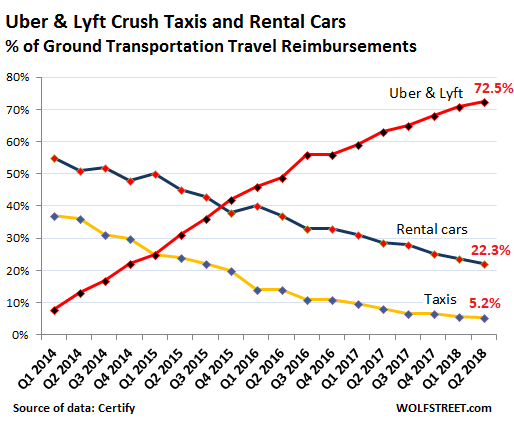 Uber & Lyft Crush Taxis and Rental Cars
% of Ground Transportation Travel Reimbursements
80%
70%
60%
50%
40%
30%
20%
10%
0%
Uber & Lyft 72.5%
Rental cars
22.3%
Taxis 5.2%
Q1 2014
Q2 2014
Q3 2014
Q4 2014
Q1 2015
Q2 2015
Q3 2015
Q4 2015
Q1 2016
Q2 2016
Q3 2016
Q4 2016
Q1 2017
Q2 2017
Q3 2017
Q4 2017
Q1 2018
Q2 2018
Source of data: Certify
WOLFSTREET.com